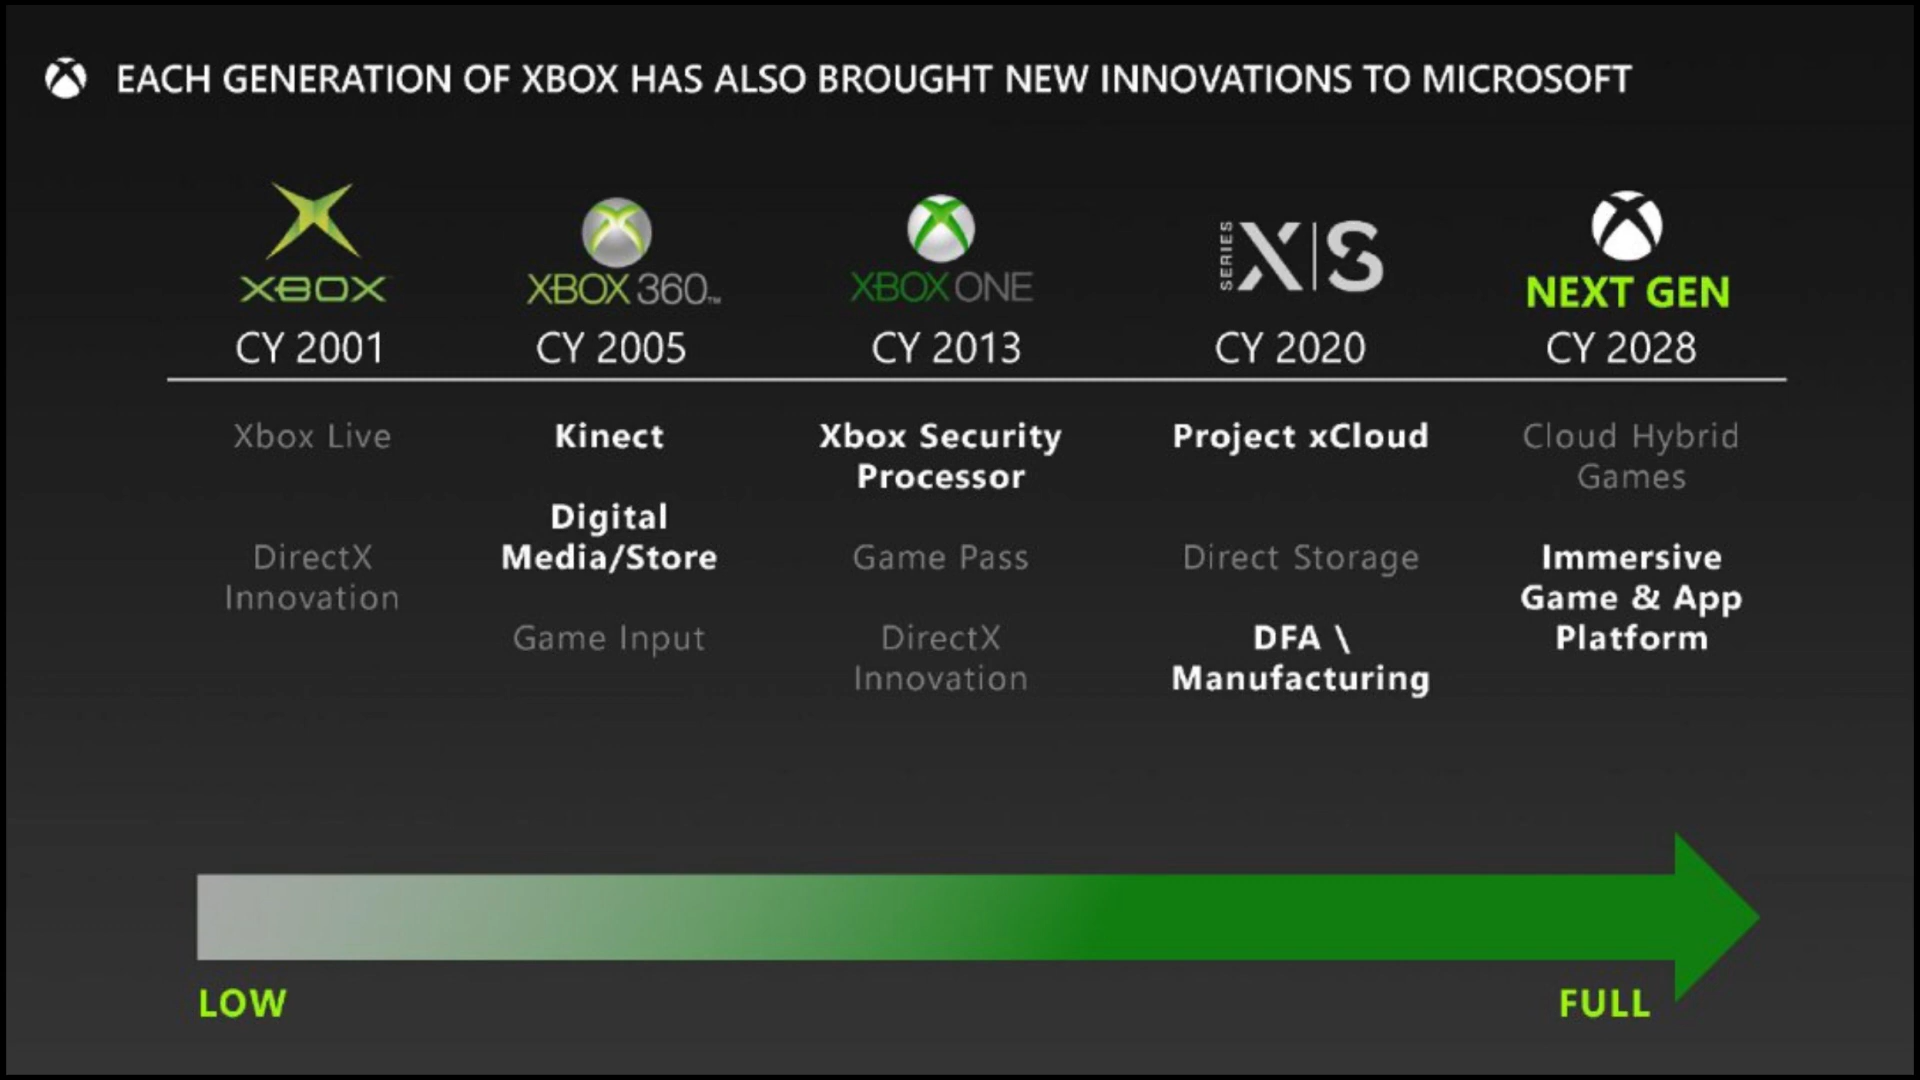 EACH GENERATION OF XBOX HAS ALSO BROUGHT NEW INNOVATIONS TO MICROSOFT
XBOX
CY 2001
Xbox Live
DirectX
Innovation
XBOX 360™
CY 2005
Kinect
Digital
Media/Store
Game Input
XBOX ONE
CY 2013
Xbox Security
Processor
Game Pass
DirectX
Innovation
SERIES X|S
CY 2020
Project xCloud
Direct Storage
DFA \
Manufacturing
NEXT GEN
CY 2028
Cloud Hybrid
Games
Immersive
Game & App
Platform
LOW
FULL